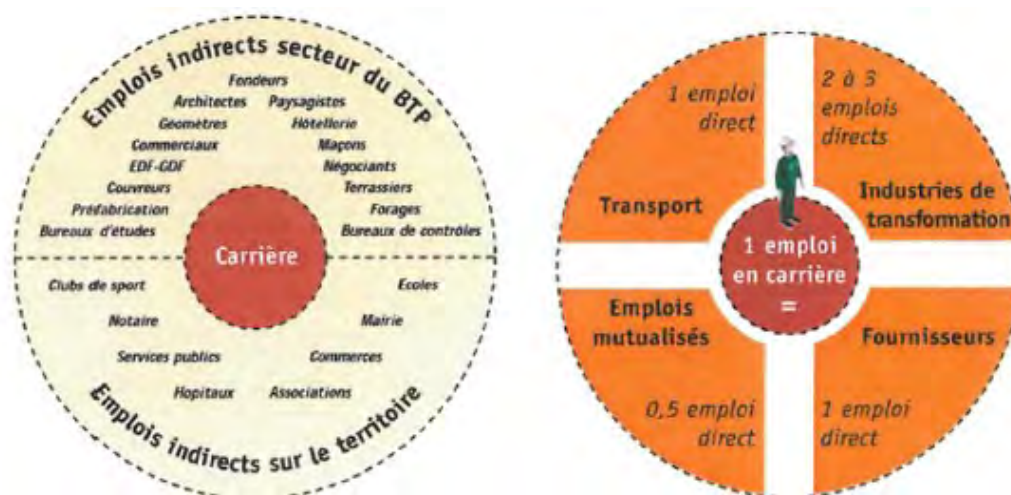 Emplois indirects secteur du BTP
Fondeurs
Architectes
Paysagistes
Géomètres
Hôtellerie
Commerciaux
Maçons
EDF-GDF
Négociants
Couvreurs
Terrassiers
Préfabrication
Forages
Bureaux d'études
Bureaux de contrôles
Carrière
Clubs de sport
Ecoles
Notaire
Mairie
Services publics
Commerces
Hopitaux
Associations
Emplois indirects sur le territoire
1 emploi
direct
Transport
2 à 3
emplois
directs
Industries de
transformation
1 emploi
en carrière
=
Emplois
mutualisés
0,5 emploi
direct
Fournisseurs
1 emploi
direct